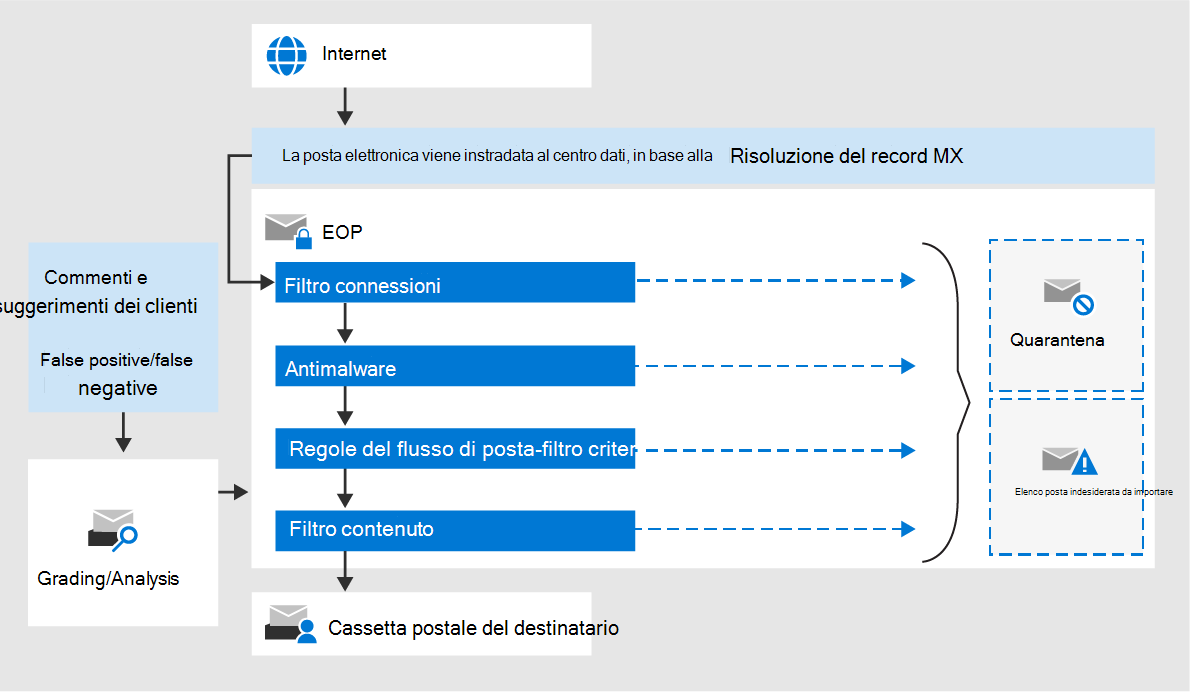 Internet
La posta elettronica viene instradata al centro dati, in base alla Risoluzione del record MX
EOP
Filtro connessioni
Antimalware
Regole del flusso di posta-filtro criter
Filtro contenuto
Cassetta postale del destinatario
Commenti e
suggerimenti dei clienti
False positive/false
negative
Grading/Analysis
Quarantena
Elenco posta indesiderata da importare